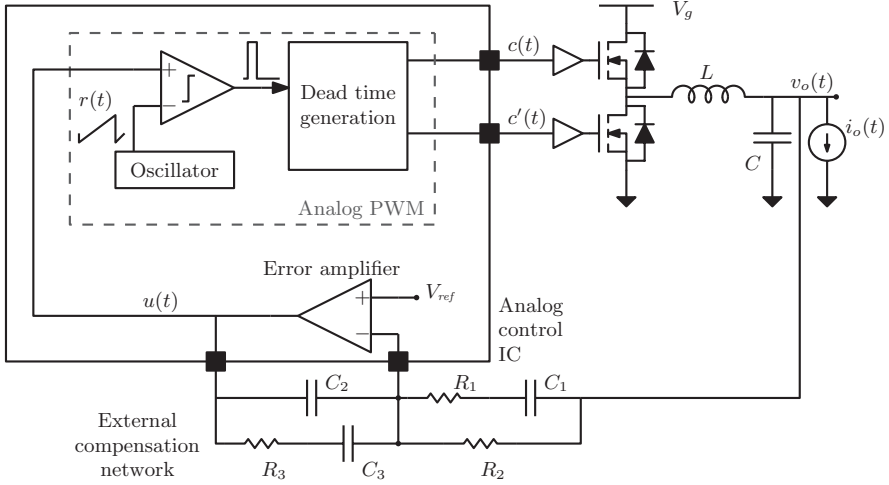 V_g
c(t)
r(t)
+
−
Dead time
generation
L
v_o(t)
c′(t)
i_o(t)
C
Oscillator
Analog PWM
Error amplifier
u(t)
+
V_ref
−
Analog
control
IC
C_2
R_1
C_1
External
compensation
network
R_3
C_3
R_2